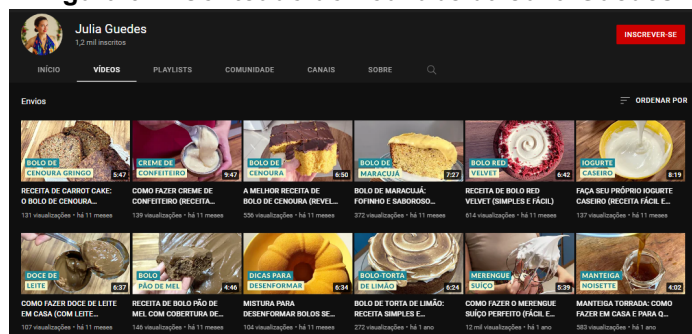 Julia Guedes
1,2 mil inscritos
INSCREVER-SE
INÍCIO VÍDEOS PLAYLISTS COMUNIDADE CANAIS SOBRE
Envios
ORDENAR POR
BOLO DE
CENOURA GRINGO
5:47
CREME DE
CONFEITEIRO
9:47
BOLO DE
CENOURA
6:50
BOLO DE
MARACUJÁ
7:27
BOLO RED
VELVET
6:42
IOGURTE
CASEIRO
8:19
RECEITA DE CARROT CAKE:
O BOLO DE CENOURA...
131 visualizações • há 11 meses
COMO FAZER CREME DE
CONFEITEIRO (RECEITA...
139 visualizações • há 11 meses
A MELHOR RECEITA DE
BOLO DE CENOURA (REVEL...
556 visualizações • há 11 meses
BOLO DE MARACUJÁ:
FOFINHO E SABOROSO...
372 visualizações • há 11 meses
RECEITA DE BOLO RED
VELVET (SIMPLES E FÁCIL)
614 visualizações • há 11 meses
FAÇA SEU PRÓPRIO IOGURTE
CASEIRO (RECEITA FÁCIL E...
137 visualizações • há 11 meses
DOCE DE
LEITE
6:37
BOLO
PÃO DE MEL
4:46
DICAS PARA
DESENFORMAR
6:34
BOLO-TORTA
DE LIMÃO
6:24
MERENGUE
SUÍÇO
5:39
MANTEIGA
NOISETTE
4:02
COMO FAZER DOCE DE LEITE
EM CASA (COM LEITE...
107 visualizações • há 11 meses
RECEITA DE BOLO PÃO DE
MEL COM COBERTURA DE...
146 visualizações • há 11 meses
MISTURA PARA
DESENFORMAR BOLOS SE...
104 visualizações • há 11 meses
BOLO DE TORTA DE LIMÃO:
RECEITA SIMPLES E...
272 visualizações • há 1 ano
COMO FAZER O MERENGUE
SUÍÇO PERFEITO (FÁCIL E...
12 mil visualizações • há 1 ano
MANTEIGA TORRADA: COMO
FAZER EM CASA E PARA Q...
583 visualizações • há 1 ano